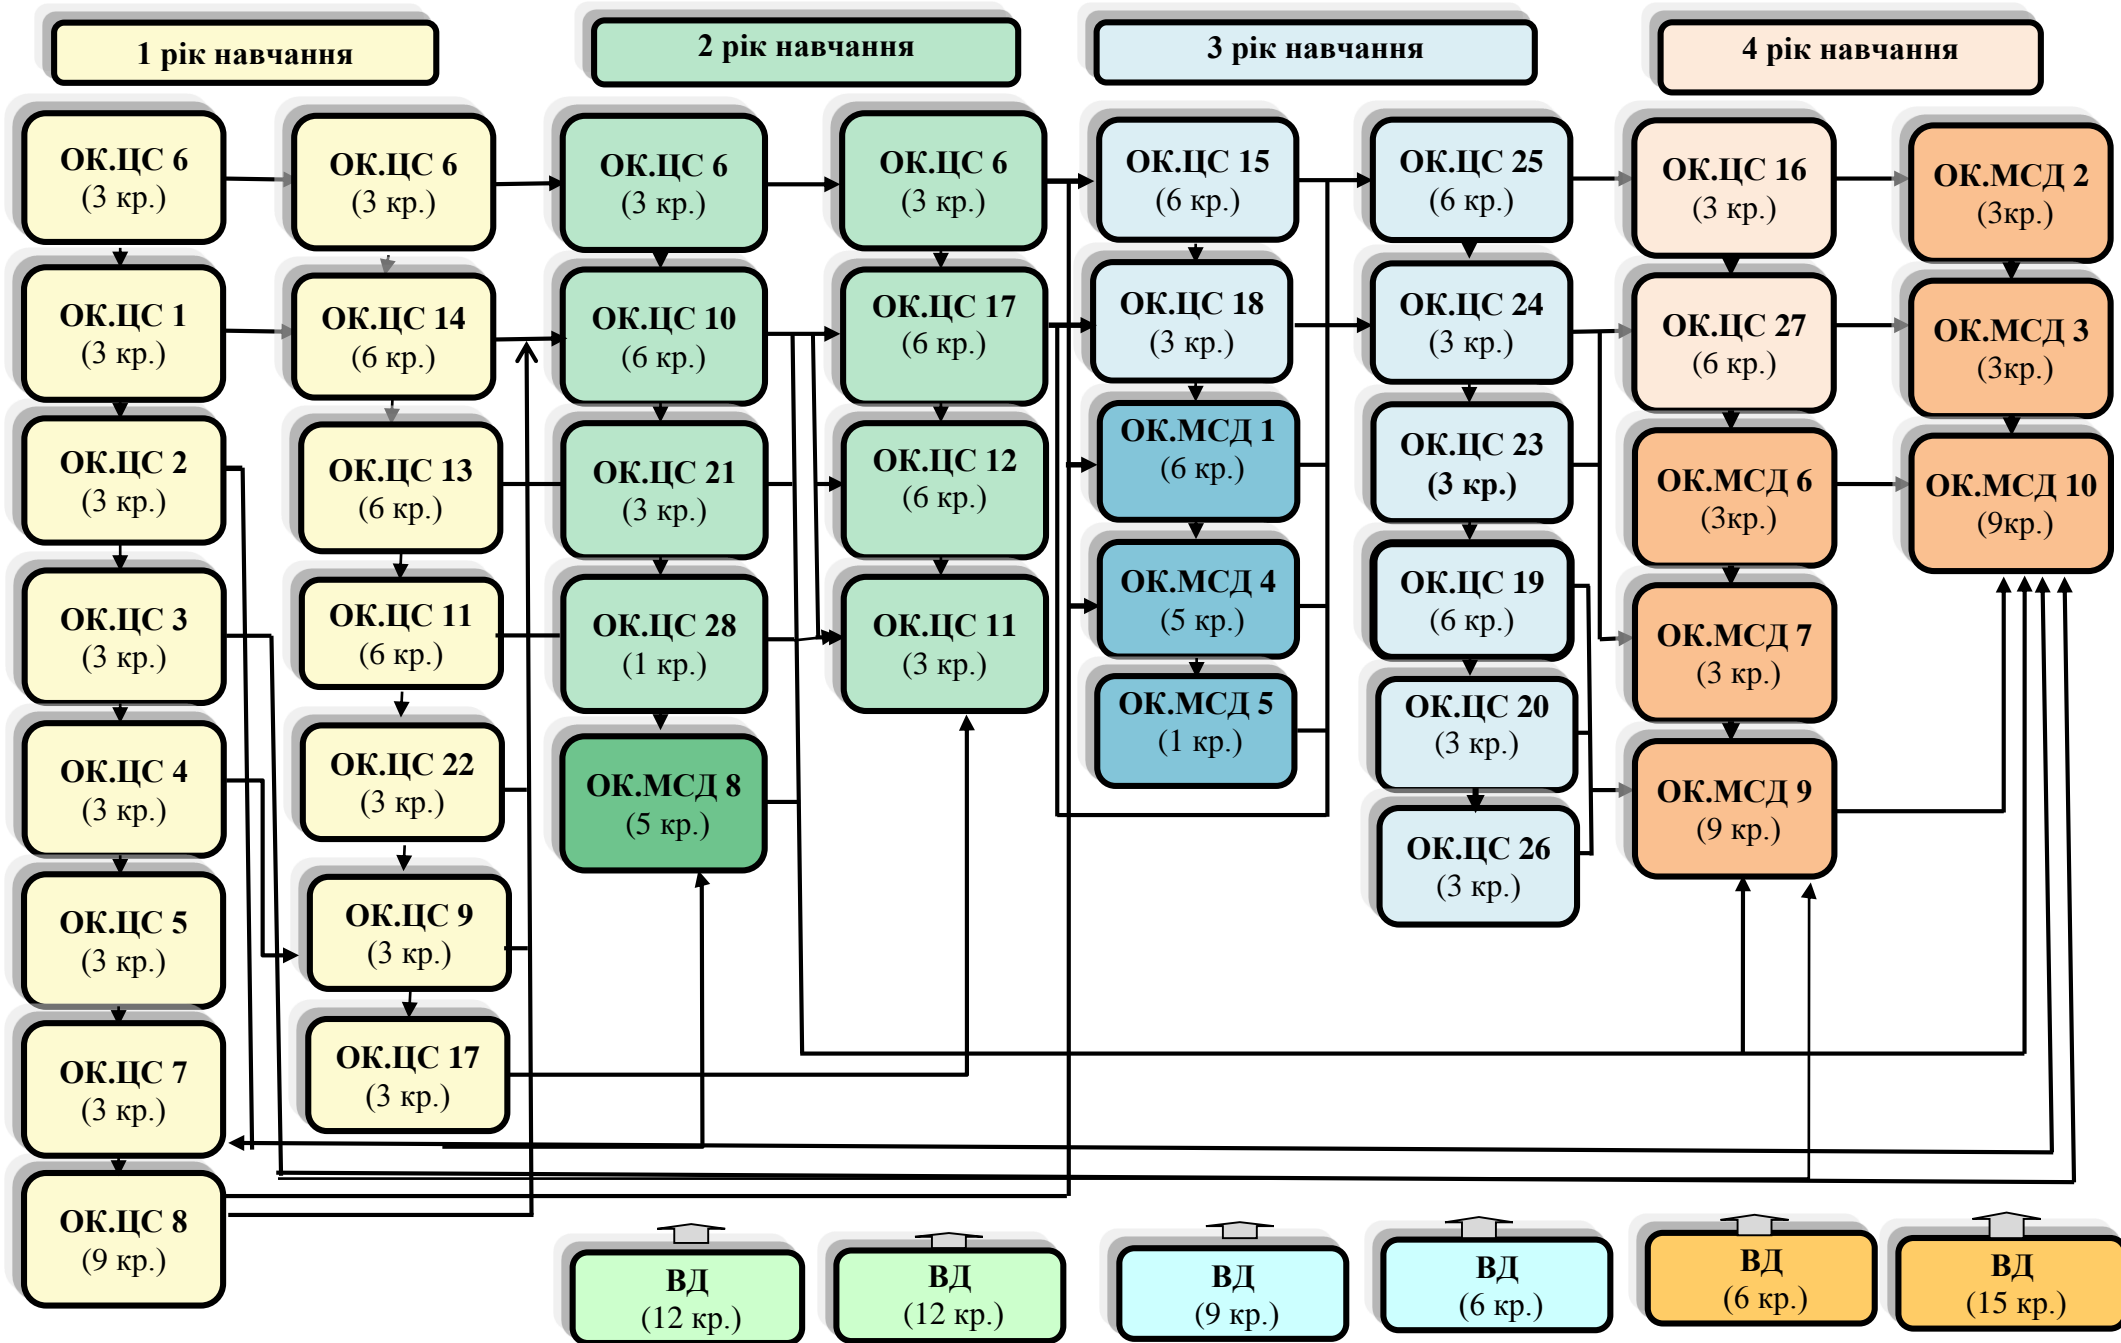 1 рік навчання
2 рік навчання
3 рік навчання
4 рік навчання
ОК.ЦС 6
(3 кр.)
ОК.ЦС 1
(3 кр.)
ОК.ЦС 2
(3 кр.)
ОК.ЦС 3
(3 кр.)
ОК.ЦС 4
(3 кр.)
ОК.ЦС 5
(3 кр.)
ОК.ЦС 7
(3 кр.)
ОК.ЦС 8
(9 кр.)
ОК.ЦС 6
(3 кр.)
ОК.ЦС 14
(6 кр.)
ОК.ЦС 13
(6 кр.)
ОК.ЦС 11
(6 кр.)
ОК.ЦС 22
(3 кр.)
ОК.ЦС 9
(3 кр.)
ОК.ЦС 17
(3 кр.)
ОК.ЦС 6
(3 кр.)
ОК.ЦС 10
(6 кр.)
ОК.ЦС 21
(3 кр.)
ОК.ЦС 28
(1 кр.)
ОК.МСД 8
(5 кр.)
ВД
(12 кр.)
ОК.ЦС 6
(3 кр.)
ОК.ЦС 17
(6 кр.)
ОК.ЦС 12
(6 кр.)
ОК.ЦС 11
(3 кр.)
ВД
(12 кр.)
ОК.ЦС 15
(6 кр.)
ОК.ЦС 18
(3 кр.)
ОК.МСД 1
(6 кр.)
ОК.МСД 4
(5 кр.)
ОК.МСД 5
(1 кр.)
ВД
(9 кр.)
ОК.ЦС 25
(6 кр.)
ОК.ЦС 24
(3 кр.)
ОК.ЦС 23
(3 кр.)
ОК.ЦС 19
(6 кр.)
ОК.ЦС 20
(3 кр.)
ОК.ЦС 26
(3 кр.)
ВД
(6 кр.)
ОК.ЦС 16
(3 кр.)
ОК.ЦС 27
(6 кр.)
ОК.МСД 6
(3кр.)
ОК.МСД 7
(3 кр.)
ОК.МСД 9
(9 кр.)
ВД
(6 кр.)
ОК.МСД 2
(3кр.)
ОК.МСД 3
(3кр.)
ОК.МСД 10
(9кр.)
ВД
(15 кр.)